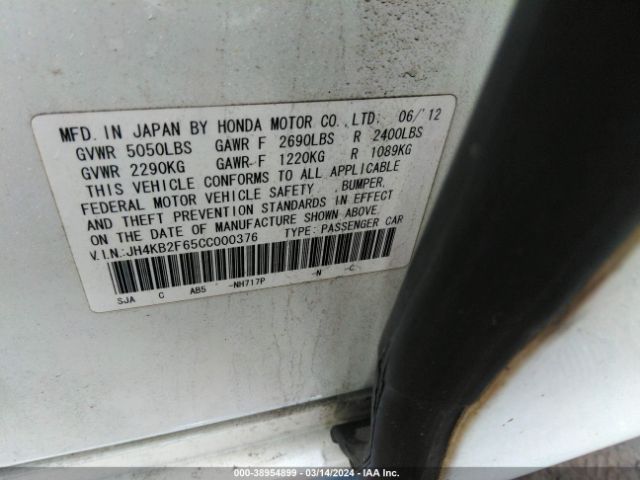 MFD. IN JAPAN BY HONDA MOTOR CO.,LTD: 06/'12
GVWR 5050LBS GAWR F 2690LBS R 2400LBS
GVWR 2290KG GAWR F 1220KG R 1089KG
THIS VEHICLE CONFORMS TO ALL APPLICABLE
FEDERAL MOTOR VEHICLE SAFETY ,BUMPER,
AND THEFT PREVENTION STANDARDS IN EFFECT
ON THE DATE OF MANUFACTURE SHOWN ABOVE.
V.I.N.:JH4KB2F65CC000376 TYPE: PASSENGER CAR
SJA C AB5 -NH717P -N -C
000-38954899 - 03/14/2024 - IAA Inc.